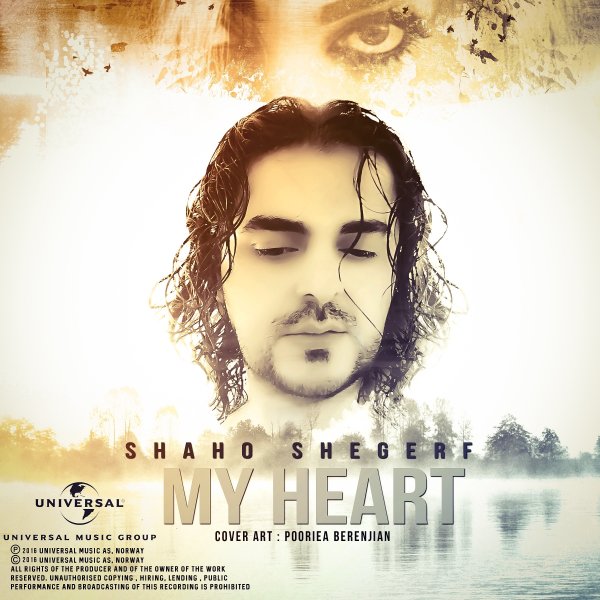 SHAHO SHEGERF
MY HEART
COVER ART : POORIEA BERENJIAN
UNIVERSAL
UNIVERSAL MUSIC GROUP
Ⓟ 2016 UNIVERSAL MUSIC AS, NORWAY
© 2016 UNIVERSAL MUSIC AS, NORWAY
ALL RIGHTS OF THE PRODUCER AND OF THE OWNER OF THE WORK
RESERVED. UNAUTHORISED COPYING , HIRING, LENDING , PUBLIC
PERFORMANCE AND BROADCASTING OF THIS RECORDING IS PROHIBITED